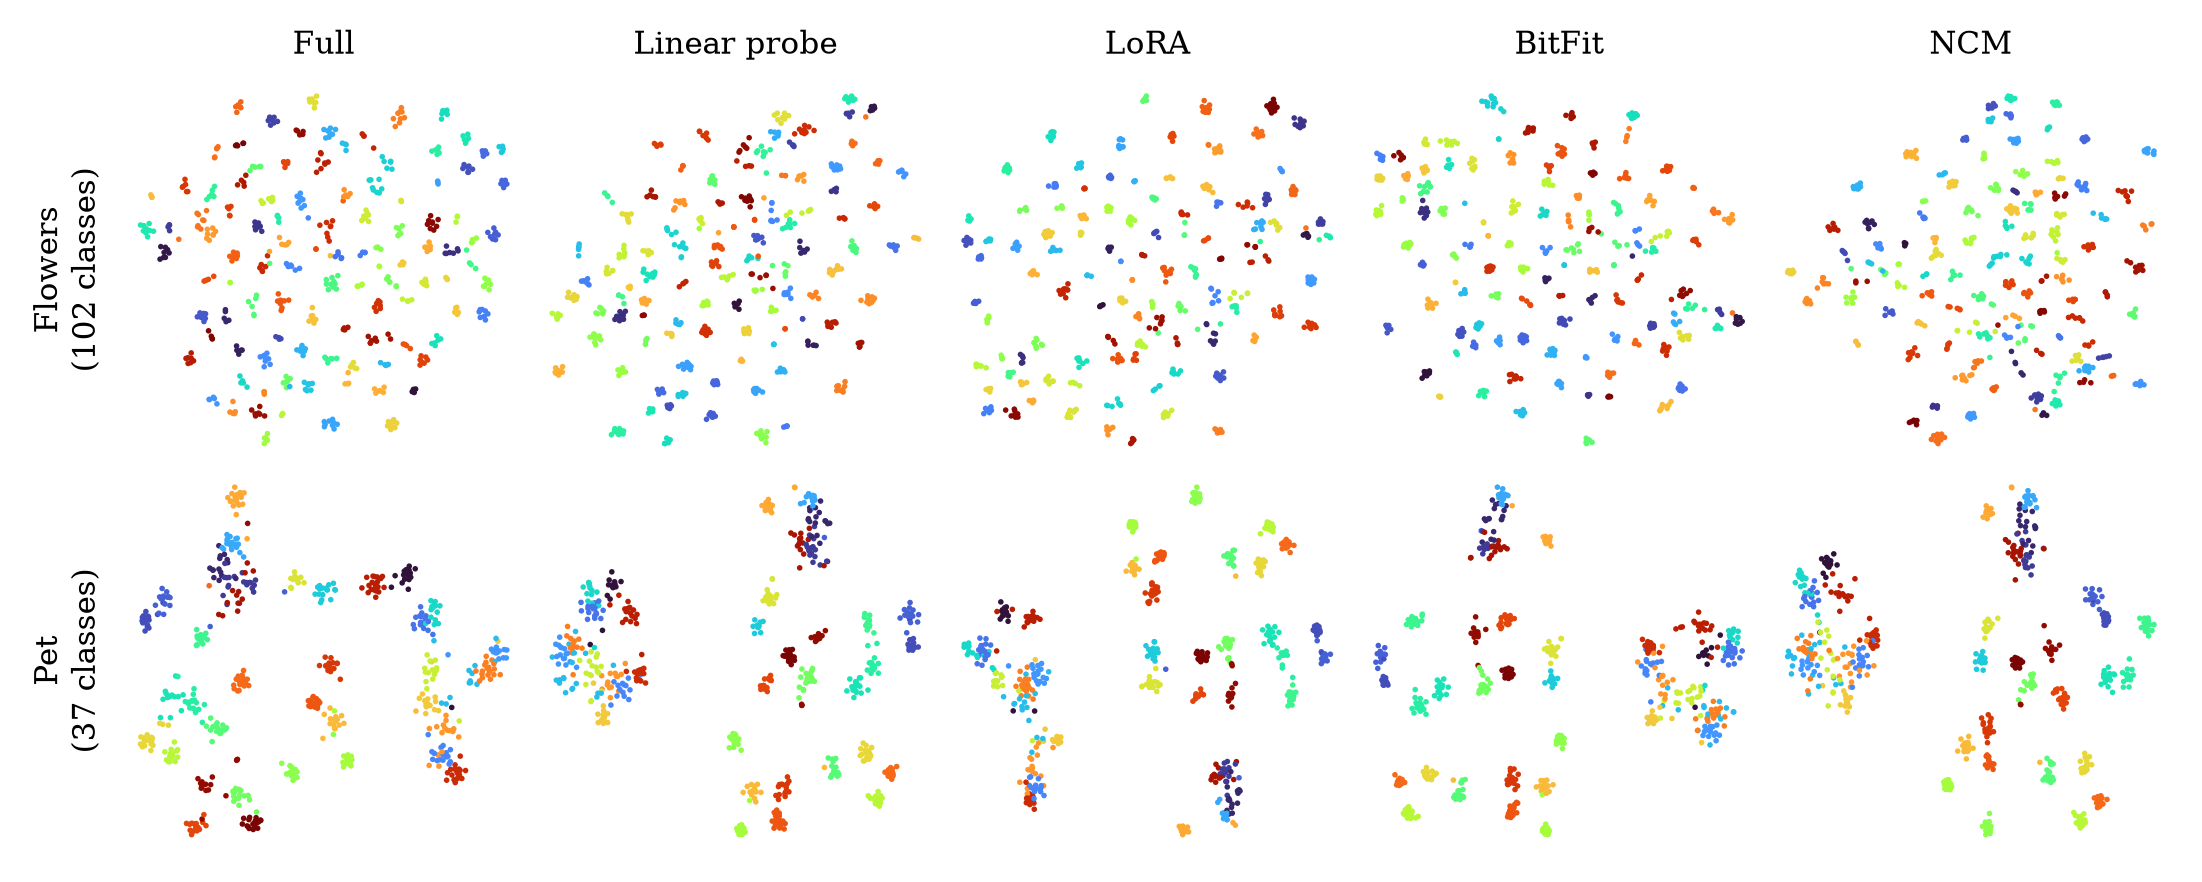 Full
Linear probe
LoRA
BitFit
NCM
Flowers
(102 classes)
Pet
(37 classes)